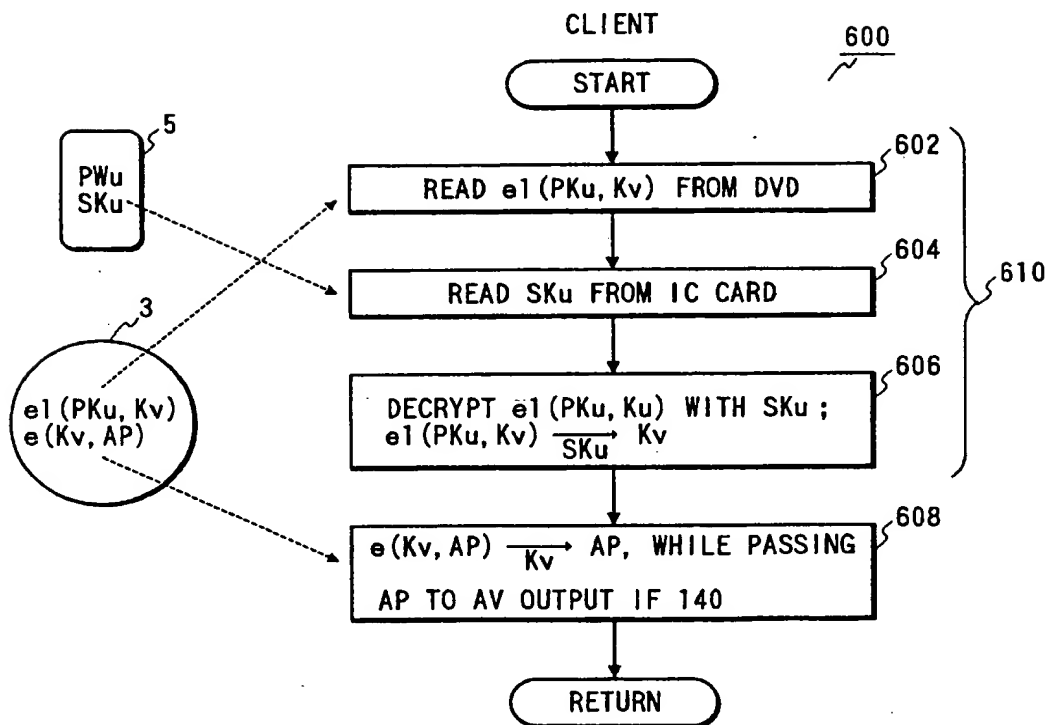 CLIENT
600
START
5
PWu
SKu
602
READ e1(PKu, Kv) FROM DVD
604
READ SKu FROM IC CARD
610
3
e1(PKu, Kv)
e(Kv, AP)
606
DECRYPT e1(PKu, Ku) WITH SKu ;
e1(PKu, Kv) → Kv
SKu
608
e(Kv, AP) → AP, WHILE PASSING
Kv
AP TO AV OUTPUT IF 140
RETURN